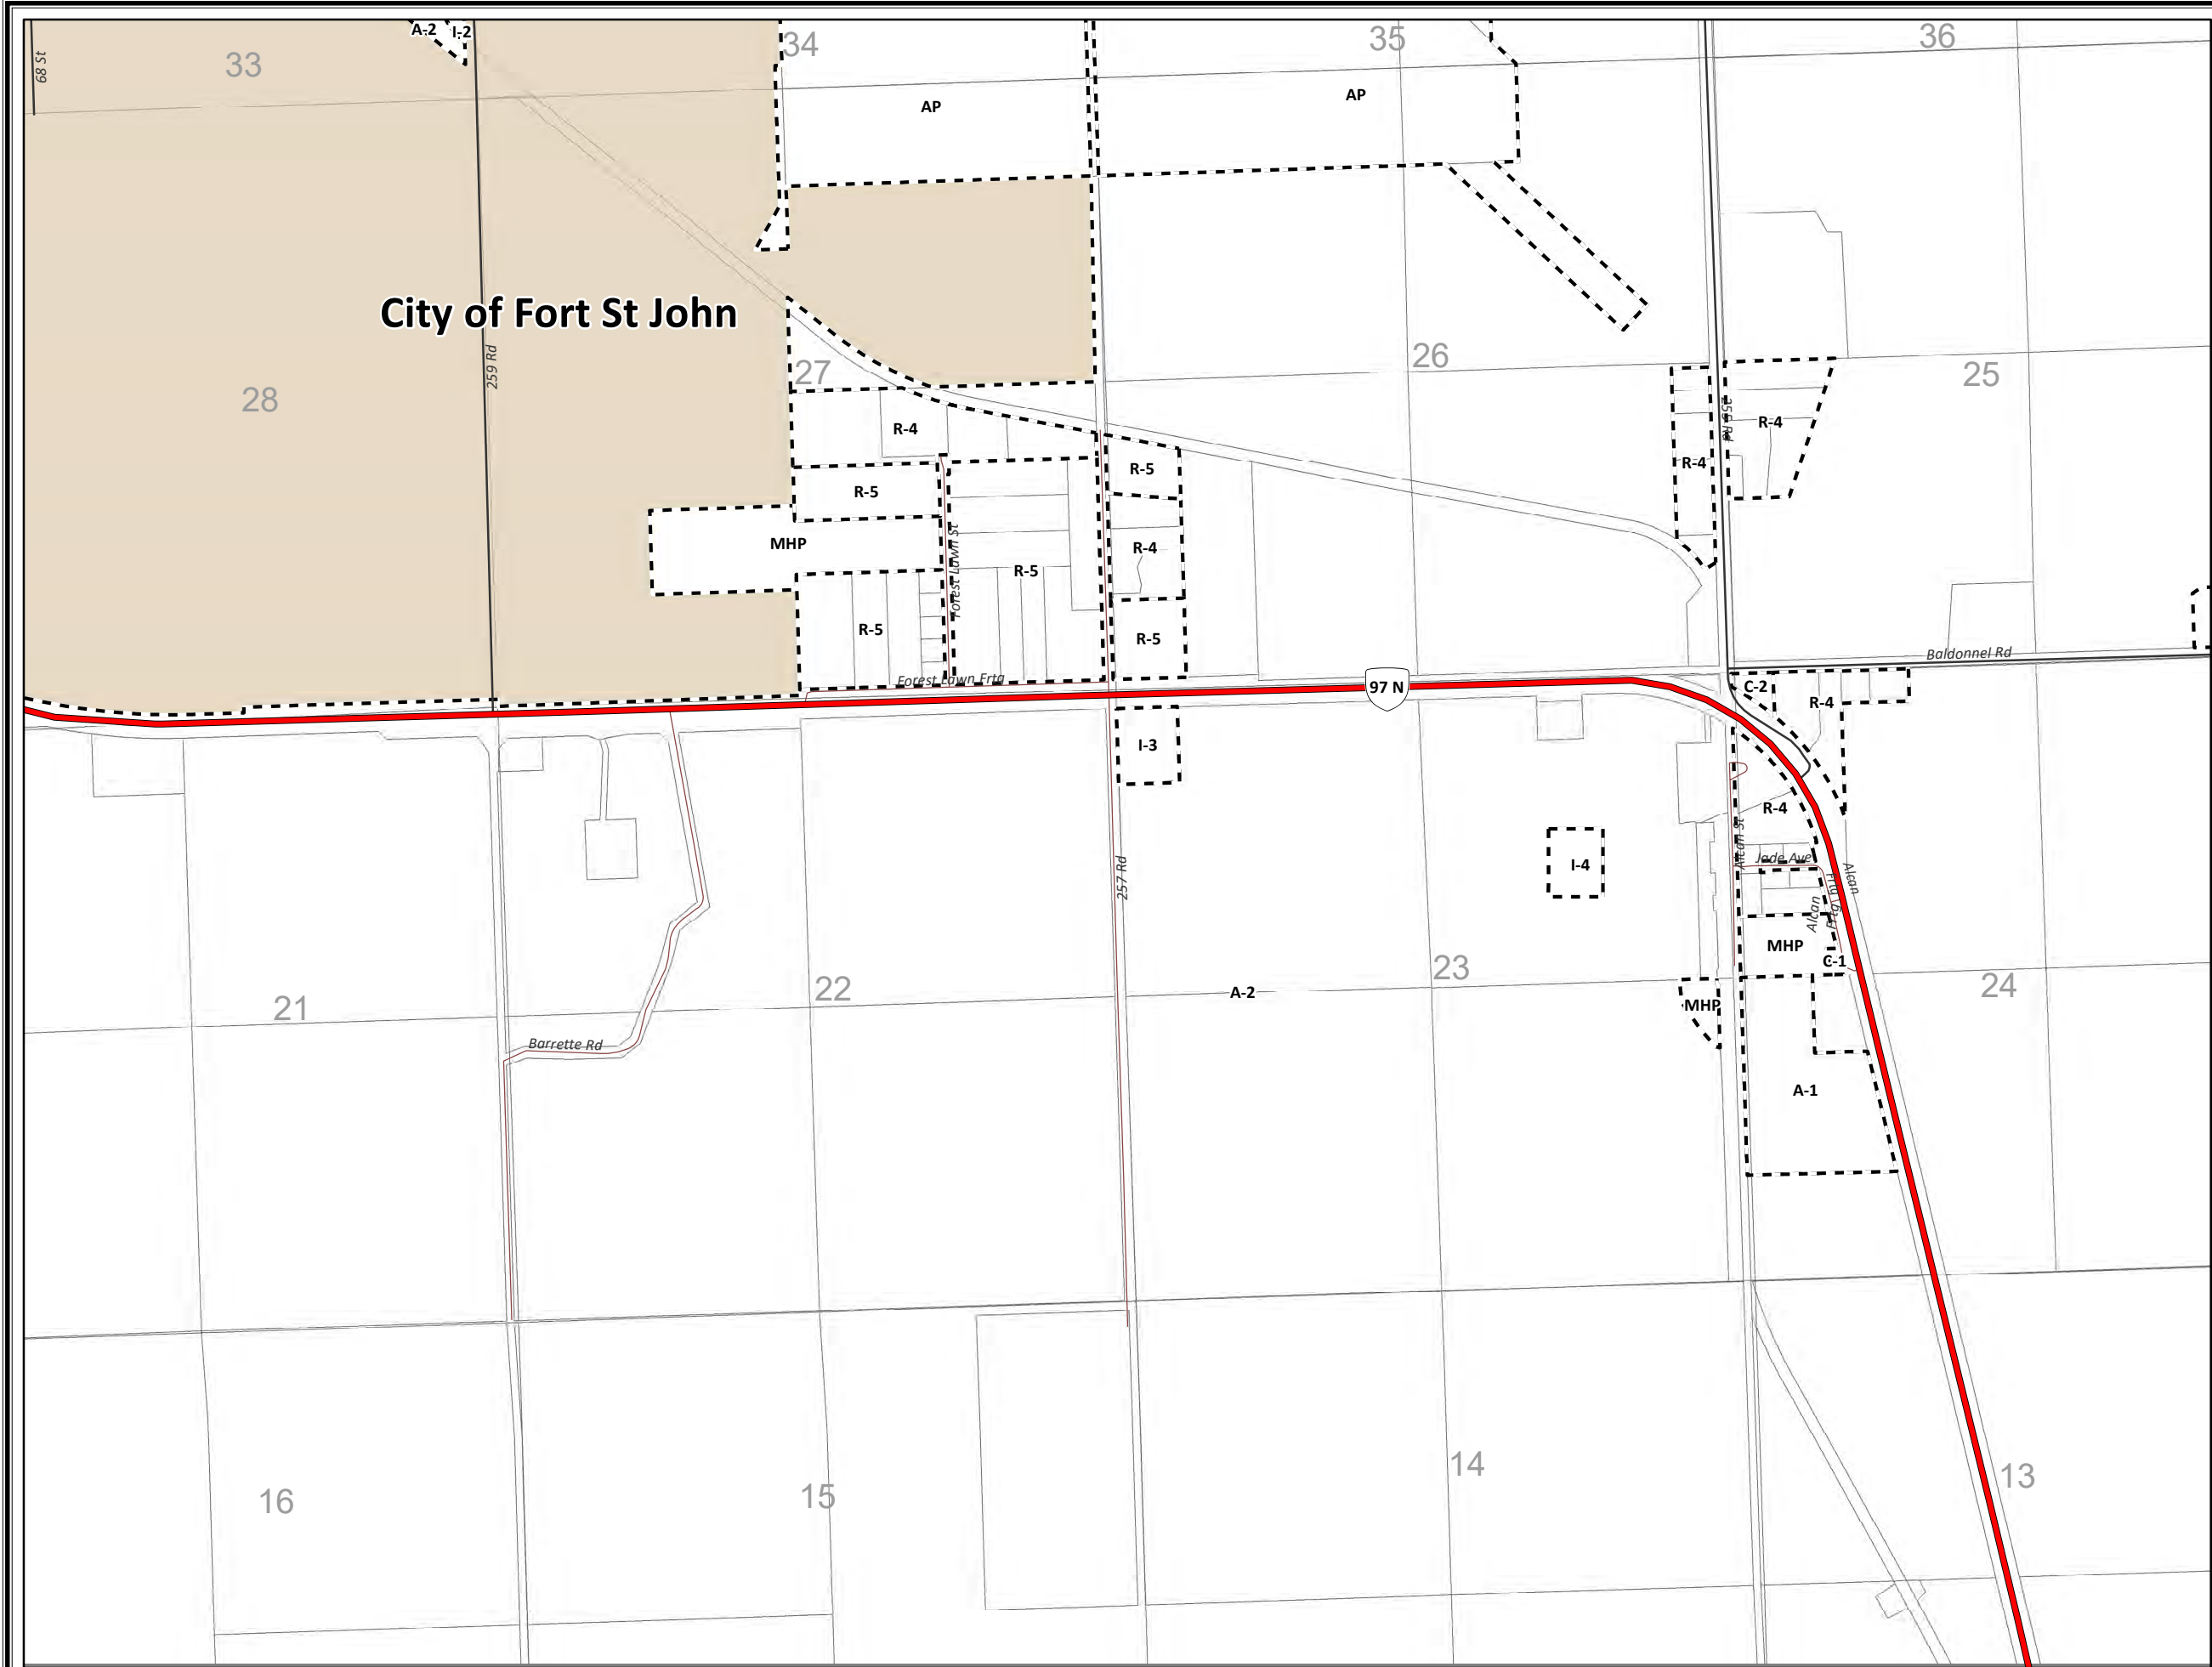 A-2
I-2
68 St
33
34
35
36
AP
AP
City of Fort St John
259 Rd
28
27
26
25
R-4
R-5
R-4
R-4
256 Rd
R-5
MHP
R-4
Forest Lawn St
R-5
R-5
R-5
Forest Lawn Frtg
97 N
Baldonnel Rd
C-2
R-4
I-3
R-4
Alcan St
Jade Ave
I-4
257 Rd
Alcan
Frtg
Alcan
Frtg
MHP
C-1
23
24
22
21
A-2
MHP
Barrette Rd
A-1
16
15
14
13